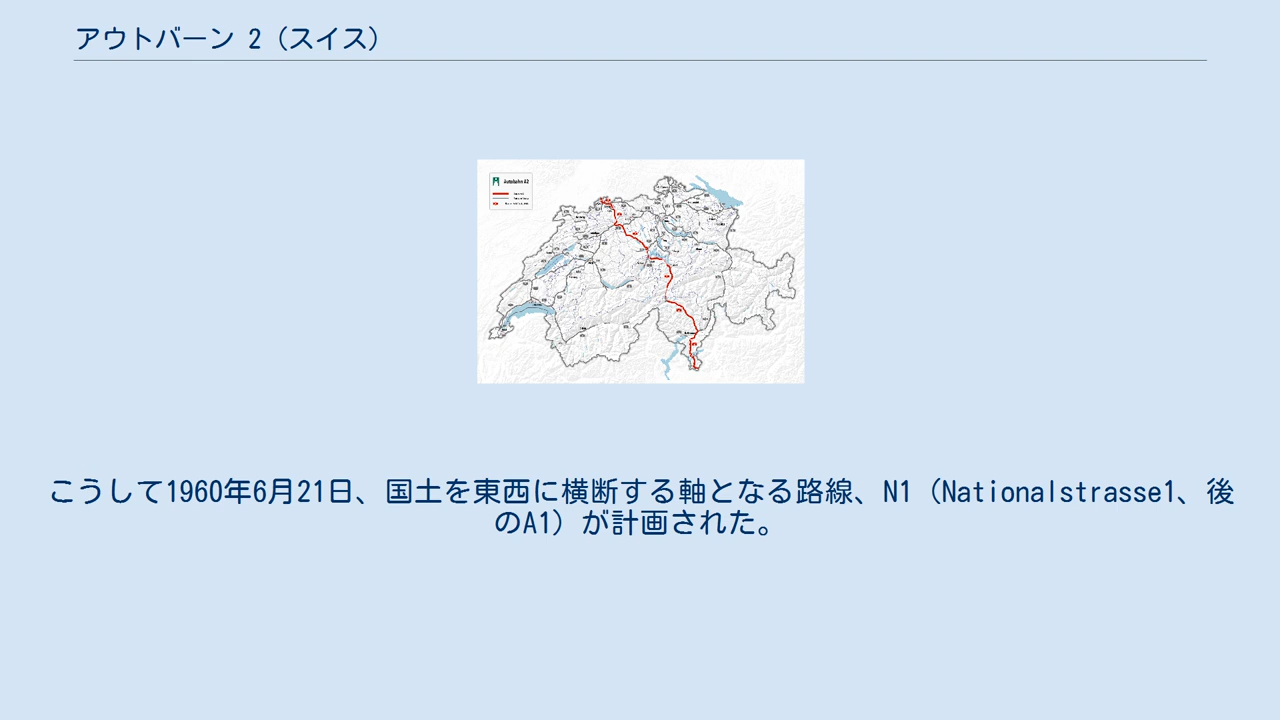 アウトバーン 2（スイス）
Autobahn A2
こうして1960年6月21日、国土を東西に横断する軸となる路線、N1（Nationalstrasse1、後
のA1）が計画された。